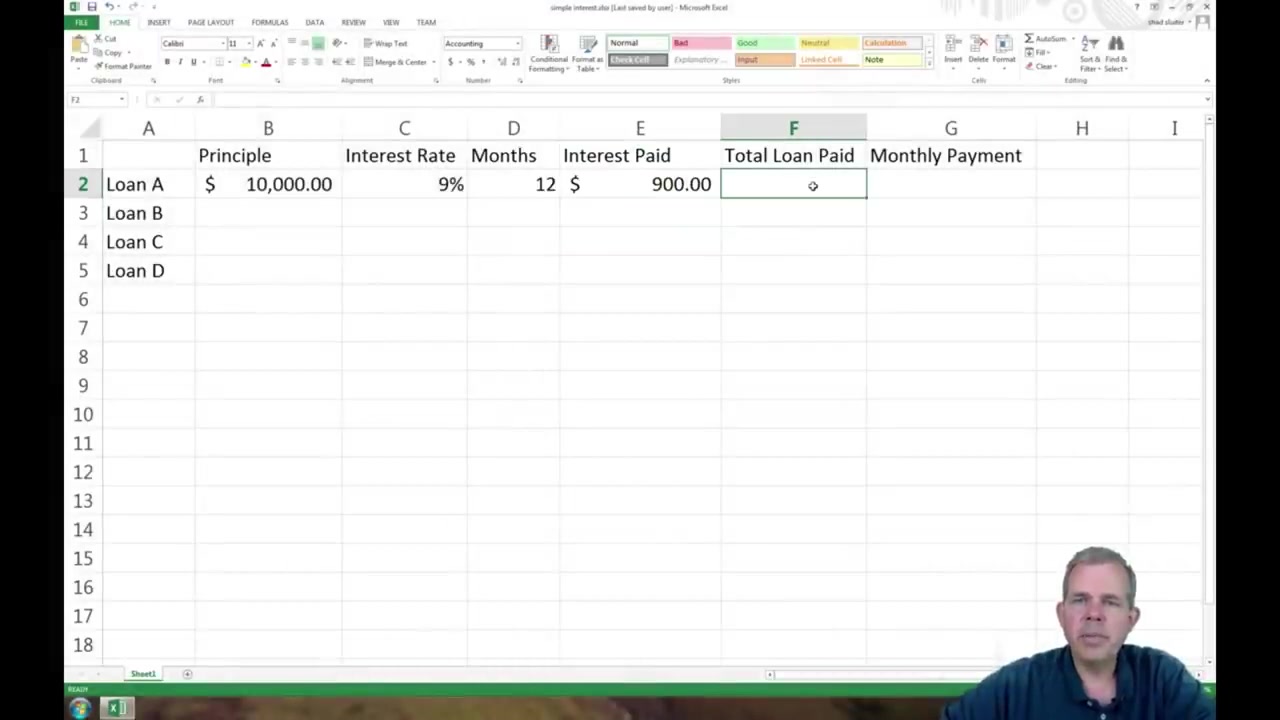 simple interest.xlsx [Last saved by user] - Microsoft Excel
FILE HOME INSERT PAGE LAYOUT FORMULAS DATA REVIEW VIEW TEAM
shad sluiter
Paste Cut Copy Format Painter
Calibri 11
Wrap Text
Merge & Center
Accounting
$ % ,
Conditional Formatting Format as Table
Normal Bad Good Neutral Calculation
Check Cell Explanatory ... Input Linked Cell Note
Insert Delete Format
AutoSum Fill Clear
Sort & Filter Find & Select
Clipboard Font Alignment Number Styles Cells Editing
F2 fx
A B C D E F G H I
1 Principle Interest Rate Months Interest Paid Total Loan Paid Monthly Payment
2 Loan A $ 10,000.00 9% 12 $ 900.00
3 Loan B
4 Loan C
5 Loan D
6
7
8
9
10
11
12
13
14
15
16
17
18
Sheet1
READY